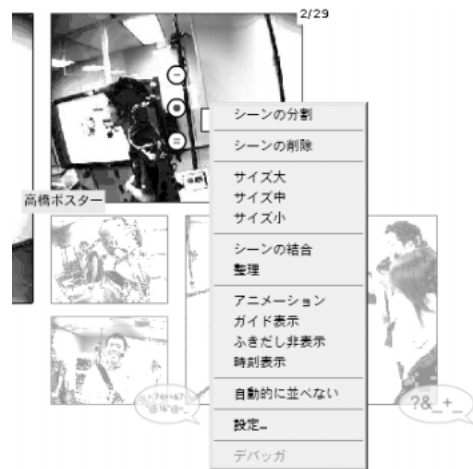 2/29
シーンの分割
シーンの削除
サイズ大
サイズ中
サイズ小
高橋ポスター
シーンの結合
整理
アニメーション
ガイド表示
ふきだし非表示
時刻表示
自動的に並べない
?&_+_
設定...
デバッガ